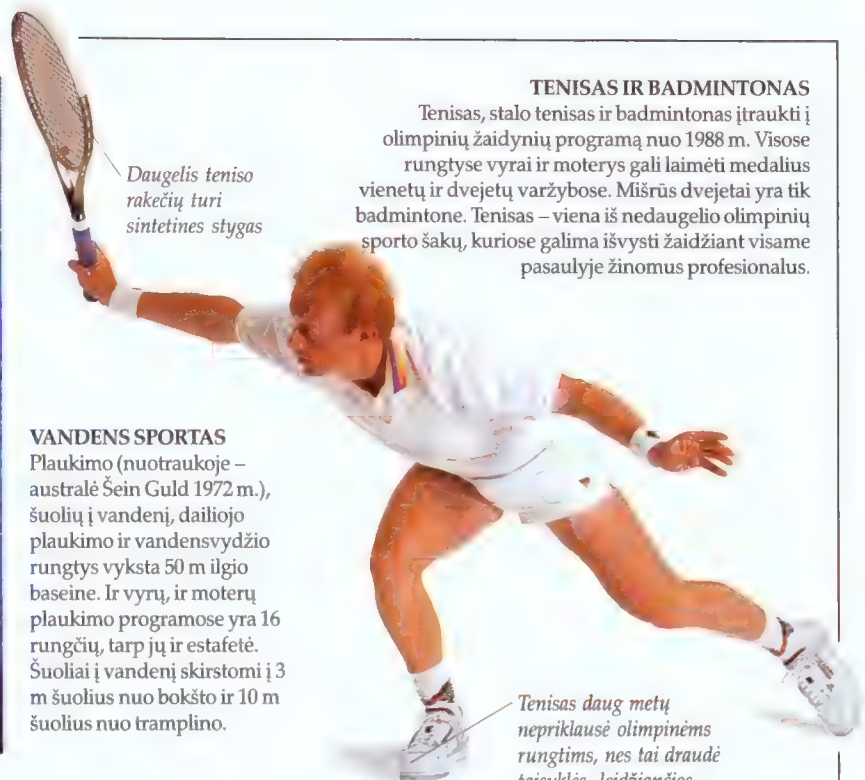 TENISAS IR BADMINTONAS
Tenisas, stalo tenisas ir badmintonas įtraukti į
olimpinių žaidynių programą nuo 1988 m. Visose
rungtyse vyrai ir moterys gali laimėti medalius
vienetų ir dvejetų varžybose. Mišrūs dvejetai yra tik
badmintone. Tenisas – viena iš nedaugelio olimpinių
sporto šakų, kuriose galima išvysti žaidžiant visame
pasaulyje žinomus profesionalus.
Daugelis teniso
rakečių turi
sintetines stygas
VANDENS SPORTAS
Plaukimo (nuotraukoje –
australė Šein Guld 1972 m.),
šuolių į vandenį, dailiojo
plaukimo ir vandensvydžio
rungtys vyksta 50 m ilgio
baseine. Ir vyrų, ir moterų
plaukimo programose yra 16
rungčių, tarp jų ir estafetė.
Šuoliai į vandenį skirstomi į 3
m šuolius nuo bokšto ir 10 m
šuolius nuo tramplino.
Tenisas daug metų
nepriklausė olimpinėms
rungtims, nes tai draudė
taisyklės, leidžiančios